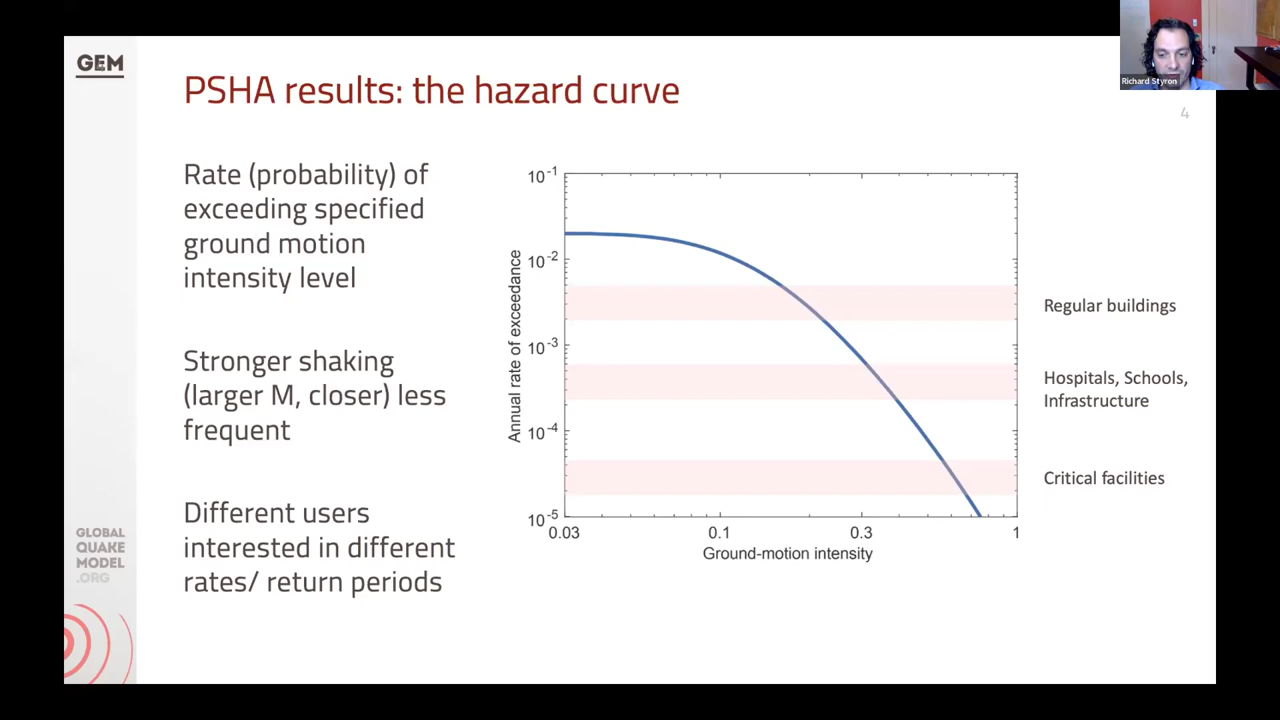 GEM
PSHA results: the hazard curve
Richard Styron
4
Rate (probability) of
exceeding specified
ground motion
intensity level
Stronger shaking
(larger M, closer) less
frequent
Different users
interested in different
rates/ return periods
Annual rate of exceedance
10-1
10-2
10-3
10-4
10-5
0.03
0.1
0.3
1
Ground-motion intensity
Regular buildings
Hospitals, Schools,
Infrastructure
Critical facilities
GLOBAL
QUAKE
MODEL
.ORG